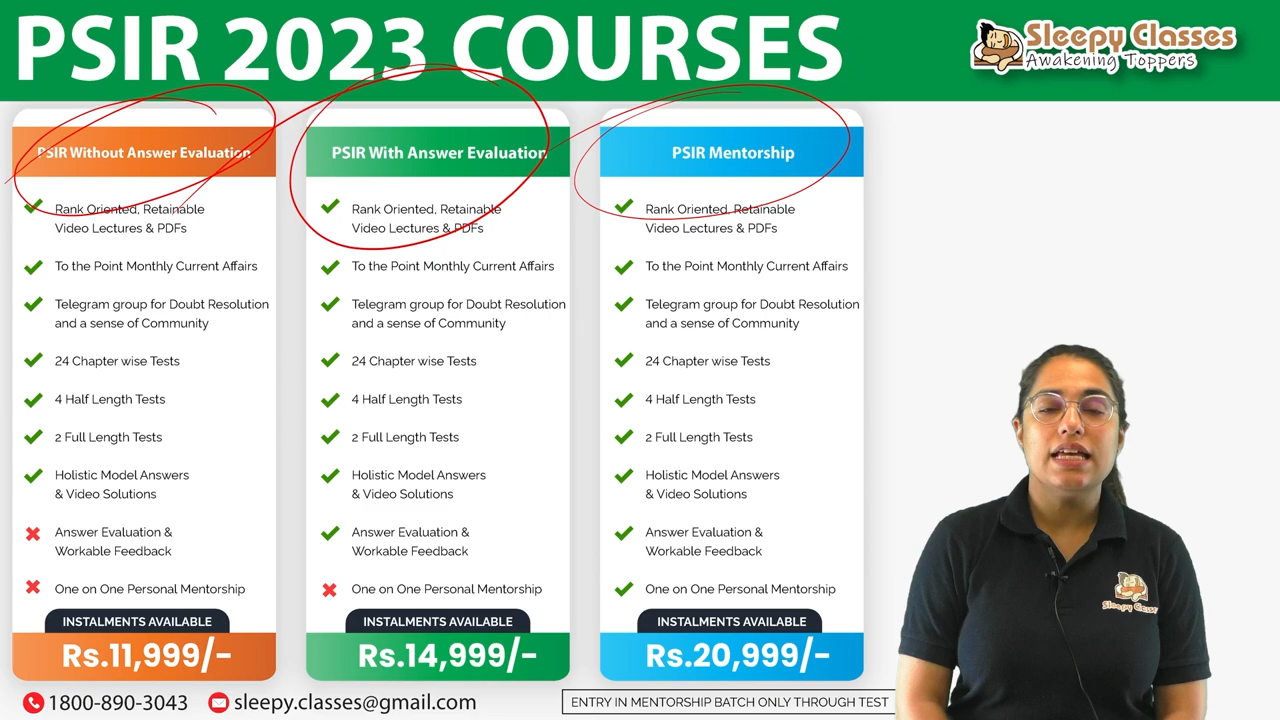 PSIR 2023 COURSES
Sleepy Classes
Awakening Toppers
PSIR Without Answer Evaluation
Rank Oriented, Retainable
Video Lectures & PDFs
To the Point Monthly Current Affairs
Telegram group for Doubt Resolution
and a sense of Community
24 Chapter wise Tests
4 Half Length Tests
2 Full Length Tests
Holistic Model Answers
& Video Solutions
Answer Evaluation &
Workable Feedback
One on One Personal Mentorship
INSTALMENTS AVAILABLE
Rs.11,999/-
PSIR With Answer Evaluation
Rank Oriented, Retainable
Video Lectures & PDFs
To the Point Monthly Current Affairs
Telegram group for Doubt Resolution
and a sense of Community
24 Chapter wise Tests
4 Half Length Tests
2 Full Length Tests
Holistic Model Answers
& Video Solutions
Answer Evaluation &
Workable Feedback
One on One Personal Mentorship
INSTALMENTS AVAILABLE
Rs.14,999/-
PSIR Mentorship
Rank Oriented, Retainable
Video Lectures & PDFs
To the Point Monthly Current Affairs
Telegram group for Doubt Resolution
and a sense of Community
24 Chapter wise Tests
4 Half Length Tests
2 Full Length Tests
Holistic Model Answers
& Video Solutions
Answer Evaluation &
Workable Feedback
One on One Personal Mentorship
INSTALMENTS AVAILABLE
Rs.20,999/-
1800-890-3043
sleepy.classes@gmail.com
ENTRY IN MENTORSHIP BATCH ONLY THROUGH TEST
Sleepy Classes